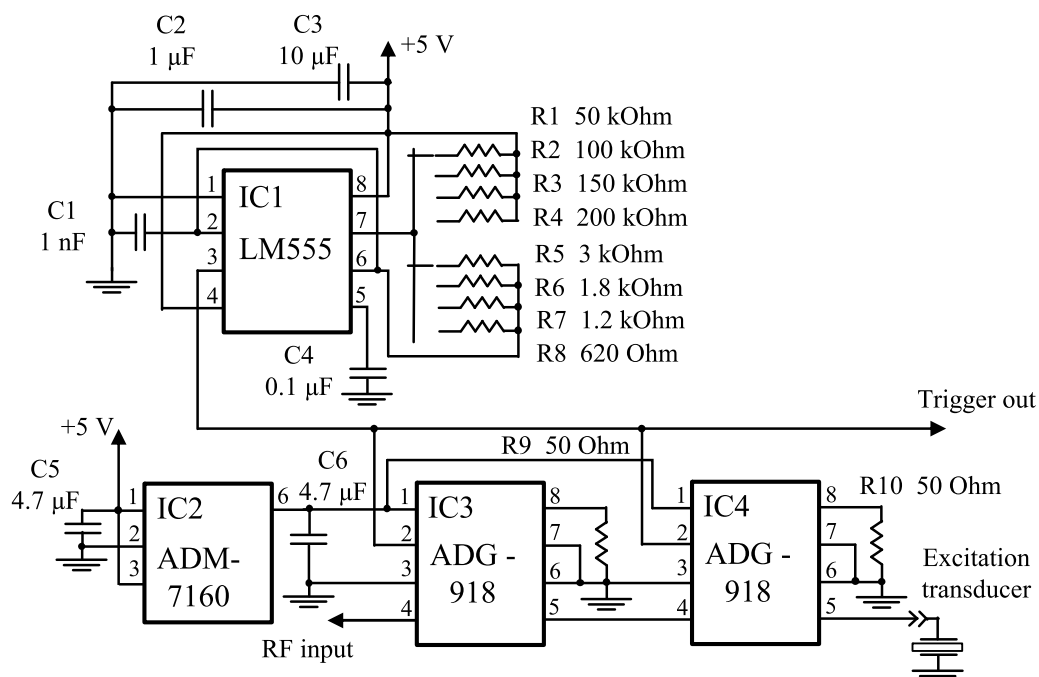 C2
1 µF
C3
10 µF
+5 V
R1 50 kOhm
R2 100 kOhm
R3 150 kOhm
R4 200 kOhm
R5 3 kOhm
R6 1.8 kOhm
R7 1.2 kOhm
R8 620 Ohm
C1
1 nF
1
2
3
4
IC1
LM555
8
7
6
5
C4
0.1 µF
Trigger out
+5 V
C5
4.7 µF
1
2
3
IC2
ADM-
7160
6
C6
4.7 µF
R9 50 Ohm
1
2
3
4
IC3
ADG -
918
8
7
6
5
1
2
3
4
IC4
ADG -
918
8
7
6
5
R10 50 Ohm
Excitation
transducer
RF input